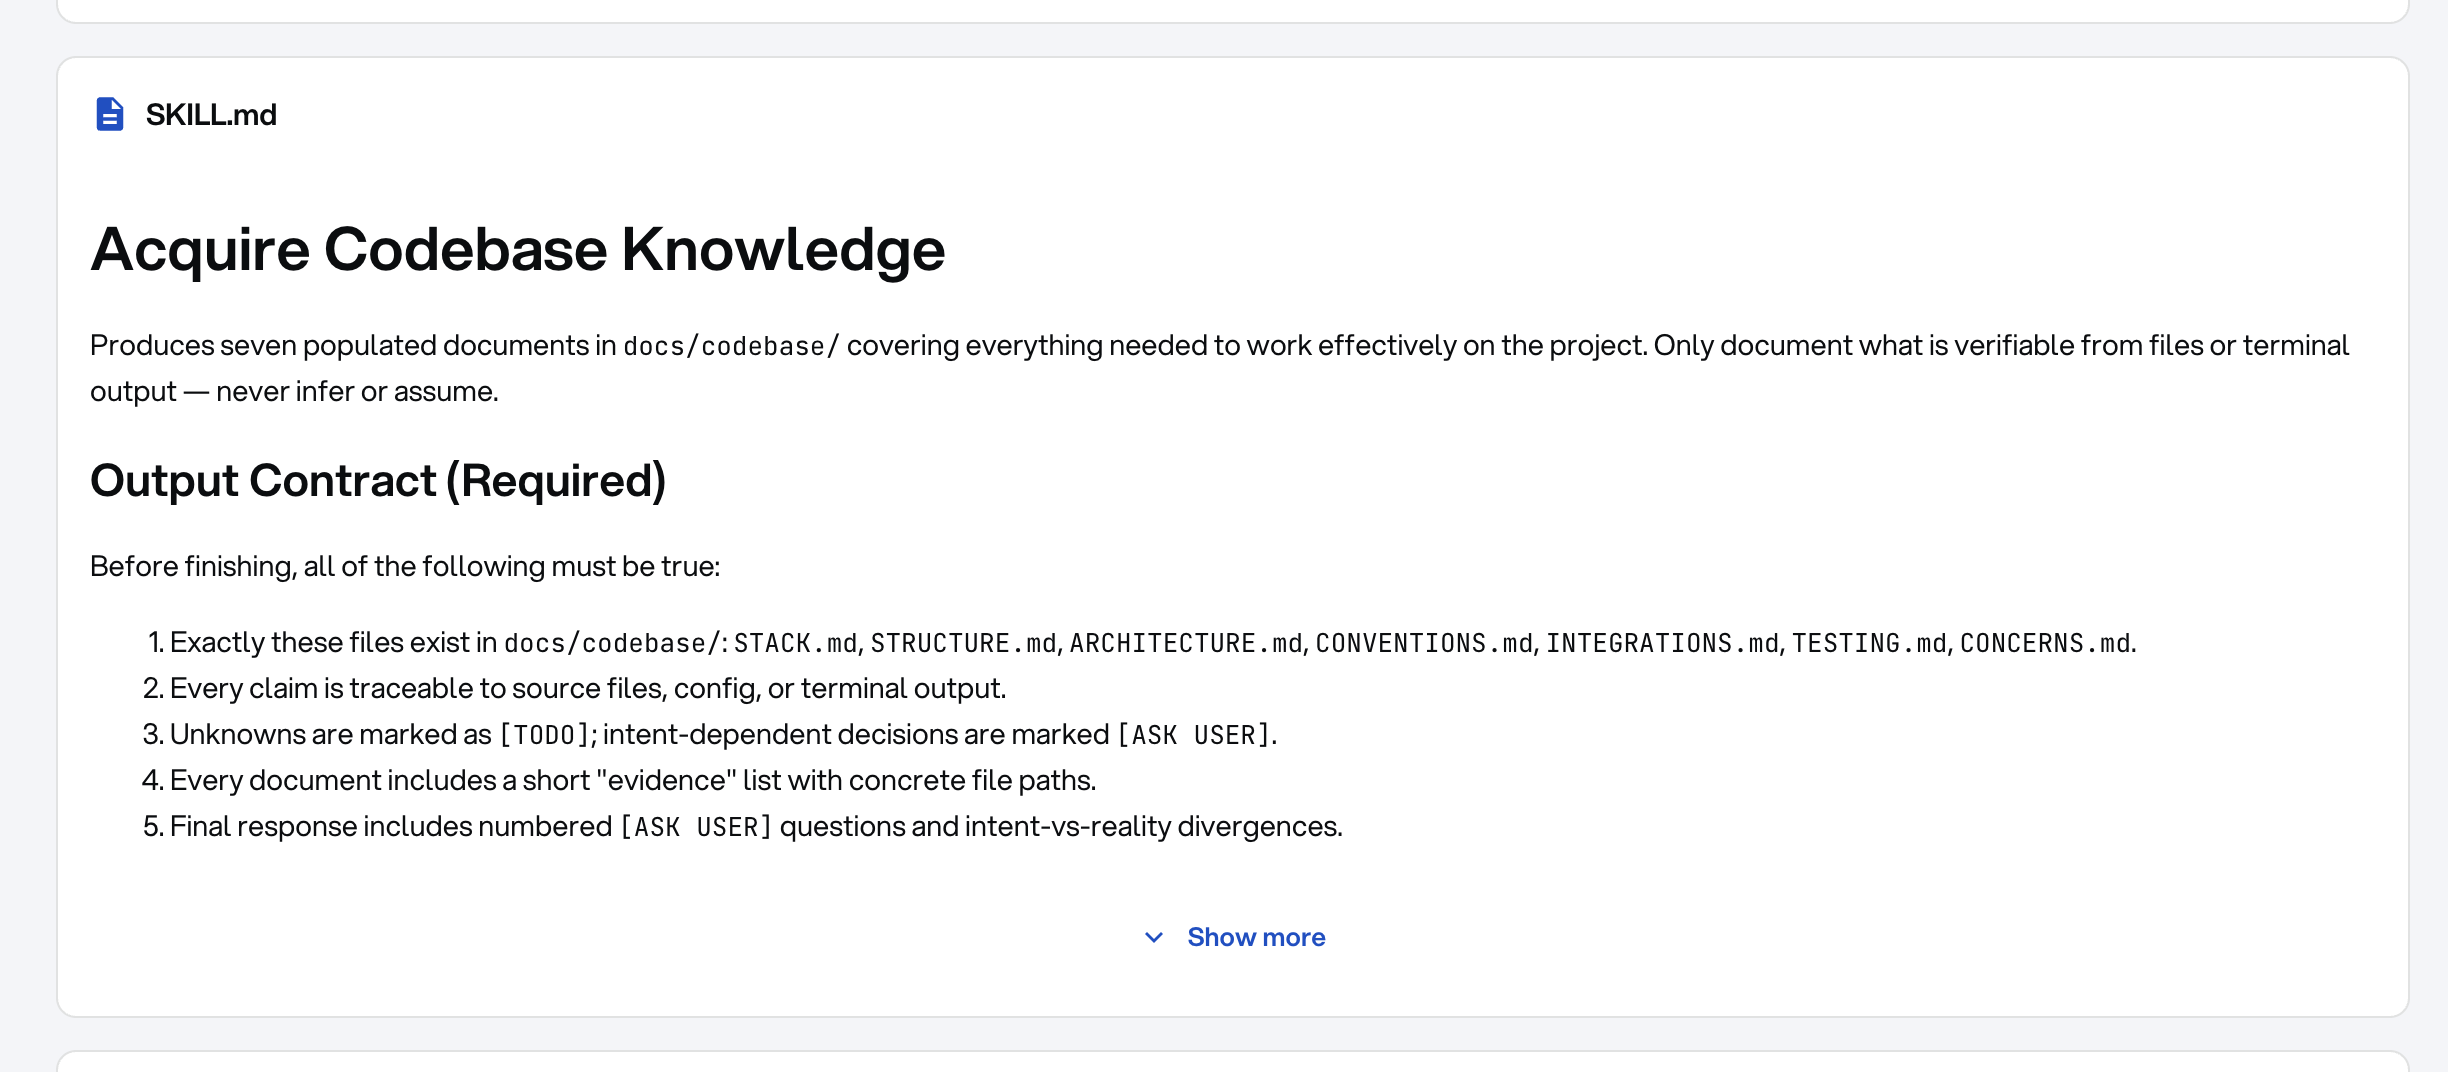 SKILL.md
Acquire Codebase Knowledge
Produces seven populated documents in docs/codebase/ covering everything needed to work effectively on the project. Only document what is verifiable from files or terminal
output — never infer or assume.
Output Contract (Required)
Before finishing, all of the following must be true:
1. Exactly these files exist in docs/codebase/: STACK.md, STRUCTURE.md, ARCHITECTURE.md, CONVENTIONS.md, INTEGRATIONS.md, TESTING.md, CONCERNS.md.
2. Every claim is traceable to source files, config, or terminal output.
3. Unknowns are marked as [TODO]; intent-dependent decisions are marked [ASK USER].
4. Every document includes a short "evidence" list with concrete file paths.
5. Final response includes numbered [ASK USER] questions and intent-vs-reality divergences.
Show more